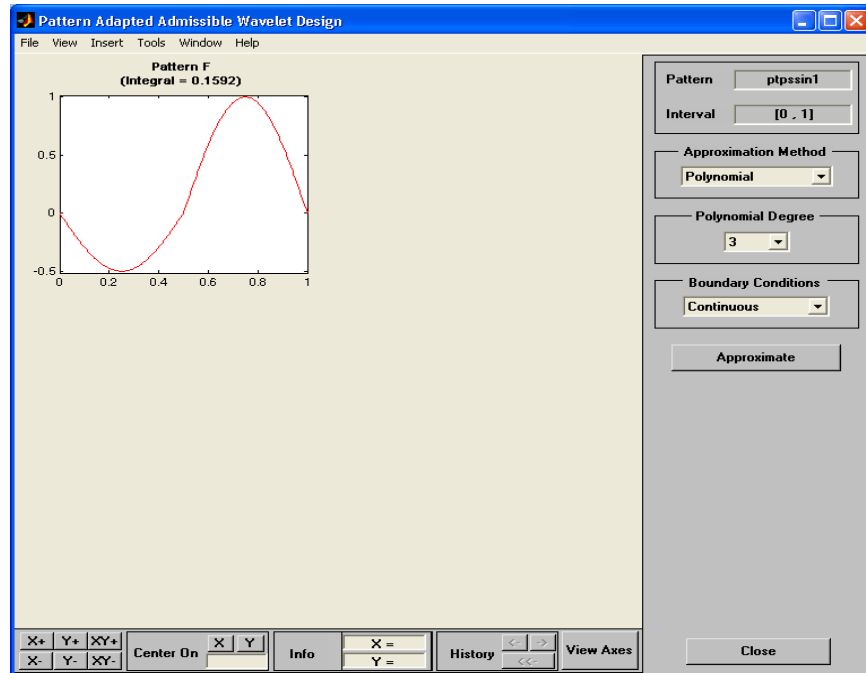 Pattern Adapted Admissible Wavelet Design
File View Insert Tools Window Help
Pattern F
(Integral = 0.1592)
1
0.5
0
-0.5
0 0.2 0.4 0.6 0.8 1
Pattern ptpssin1
Interval [0 , 1]
Approximation Method
Polynomial
Polynomial Degree
3
Boundary Conditions
Continuous
Approximate
X+ Y+ XY+
X- Y- XY-
Center On X Y
Info X =
Y =
History <- ->
<<-
View Axes
Close